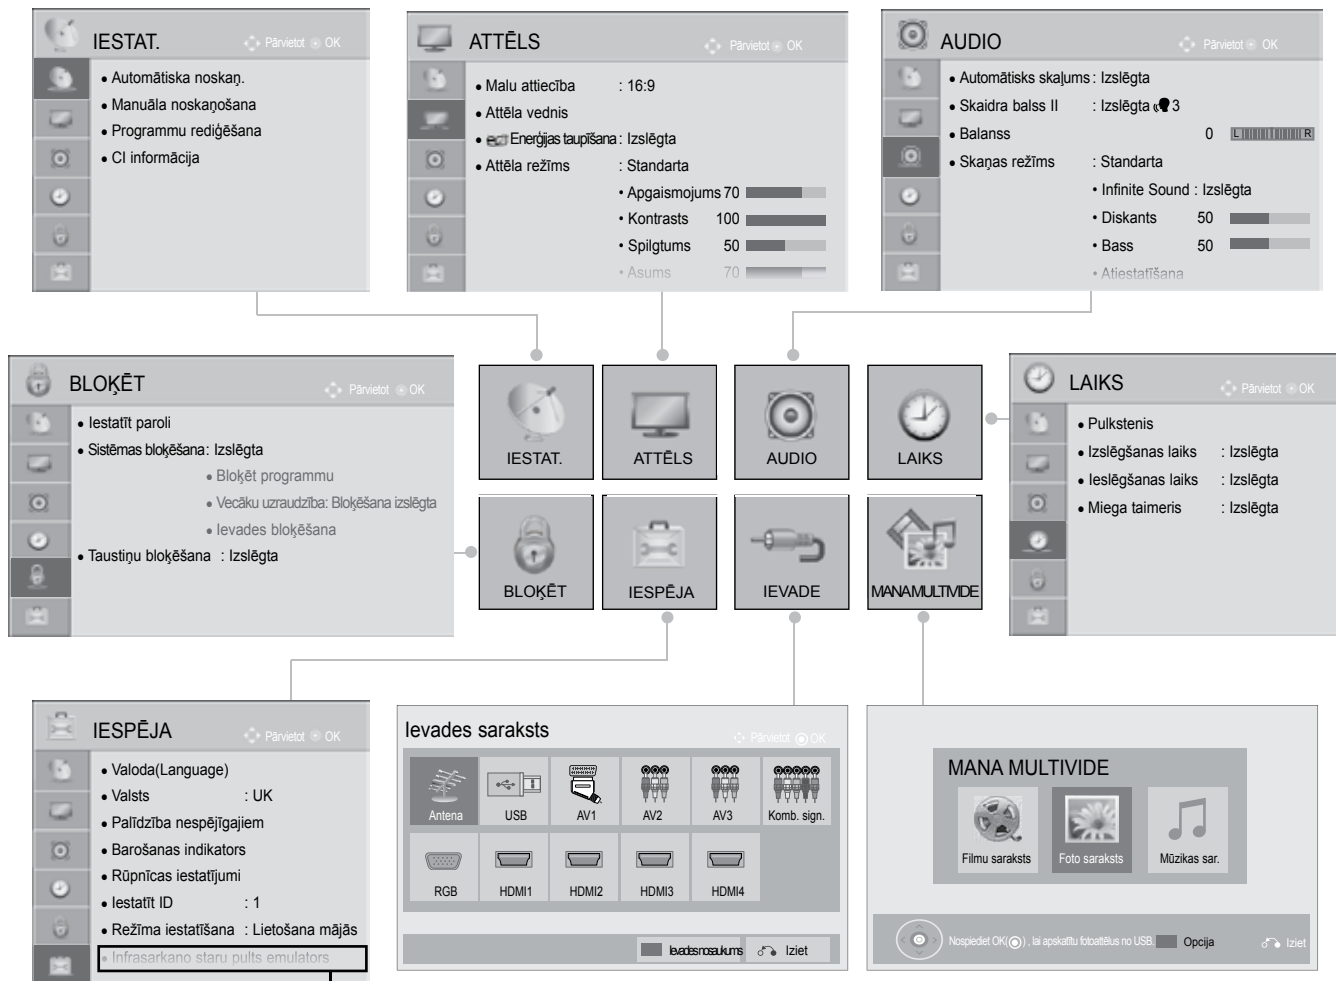 IESTAT.
Pārvietot OK
• Automātiska noskaņ.
• Manuāla noskaņošana
• Programmu rediģēšana
• CI informācija
ATTĒLS
Pārvietot OK
• Malu attiecība : 16:9
• Attēla vednis
• Enerģijas taupīšana : Izslēgta
• Attēla režīms : Standarta
• Apgaismojums 70
• Kontrasts 100
• Spilgtums 50
• Asums 70
AUDIO
Pārvietot OK
• Automātisks skaļums : Izslēgta
• Skaidra balss II : Izslēgta 3
• Balanss 0 L R
• Skaņas režīms : Standarta
• Infinite Sound : Izslēgta
• Diskants 50
• Bass 50
• Atiestatīšana
BLOĶĒT
Pārvietot OK
• Iestatīt paroli
• Sistēmas bloķēšana : Izslēgta
• Bloķēt programmu
• Vecāku uzraudzība: Bloķēšana izslēgta
• Ievades bloķēšana
• Taustiņu bloķēšana : Izslēgta
IESTAT.
ATTĒLS
AUDIO
LAIKS
BLOĶĒT
IESPĒJA
IEVADE
MANA MULTIVIDE
LAIKS
Pārvietot OK
• Pulkstenis
• Izslēgšanas laiks : Izslēgta
• Ieslēgšanas laiks : Izslēgta
• Miega taimeris : Izslēgta
IESPĒJA
Pārvietot OK
• Valoda(Language)
• Valsts : UK
• Palīdzība nespējīgajiem
• Barošanas indikators
• Rūpnīcas iestatījumi
• Iestatīt ID : 1
• Režīma iestatīšana : Lietošana mājās
• Infrasarkano staru pults emulators
Ievades saraksts
Pārvietot OK
Antena
USB
AV1
AV2
AV3
Komb. sign.
RGB
HDMI1
HDMI2
HDMI3
HDMI4
Ievades nosaukums
Iziet
MANA MULTIVIDE
Filmu saraksts
Foto saraksts
Mūzikas sar.
Nospiediet OK(◉) , lai apskatītu fotoattēlus no USB.
Opcija
Iziet